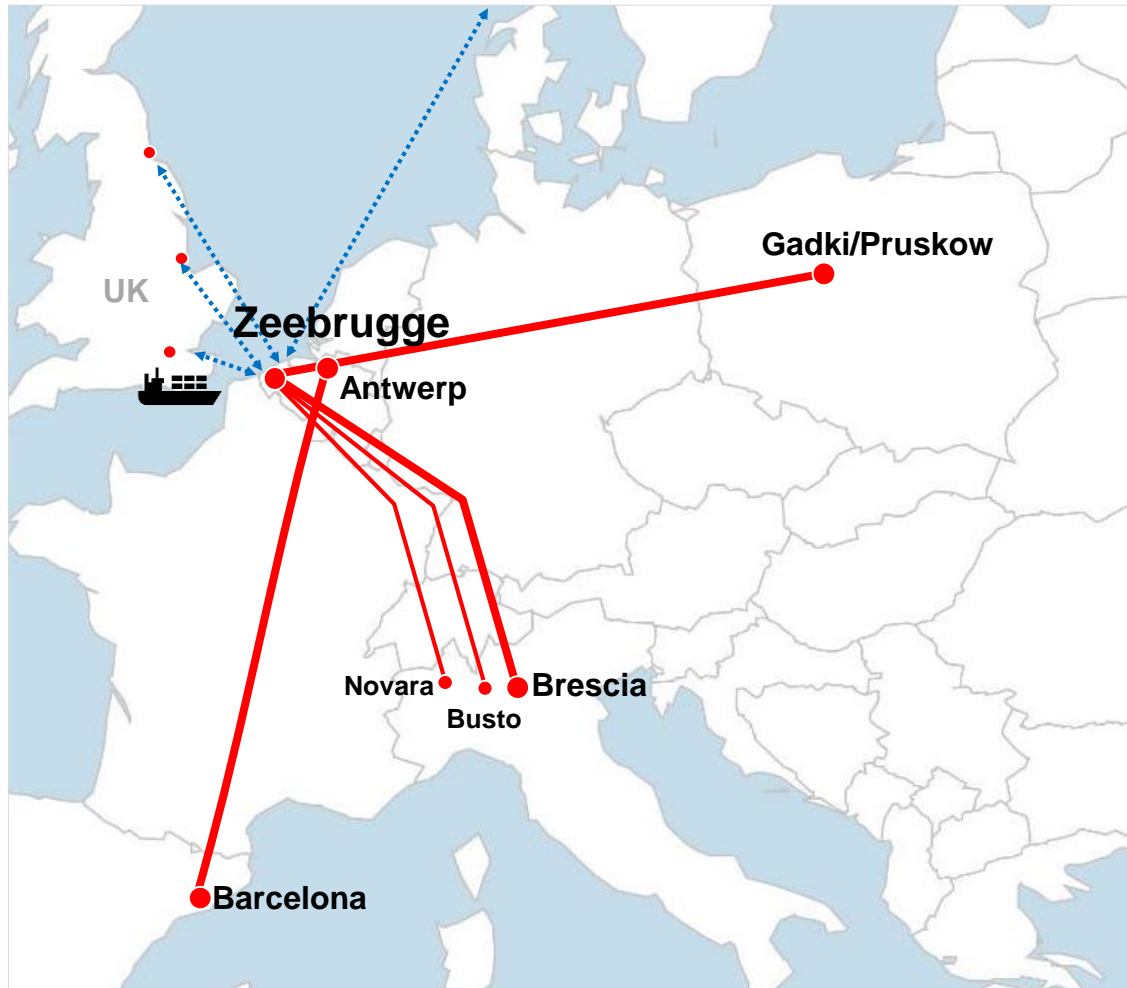 Gadki/Pruskow
UK
Zeebrugge
Antwerp
Novara
Brescia
Busto
Barcelona